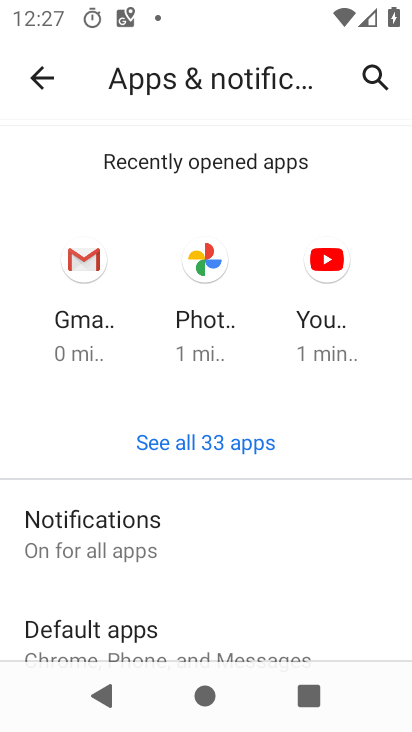 12:27
Apps & notific...
Recently opened apps
Gma.. Phot.. You..
0 mi.. 1 mi.. 1 min..
See all 33 apps
Notifications
On for all apps
Default apps
Chrome, Phone, and Messages